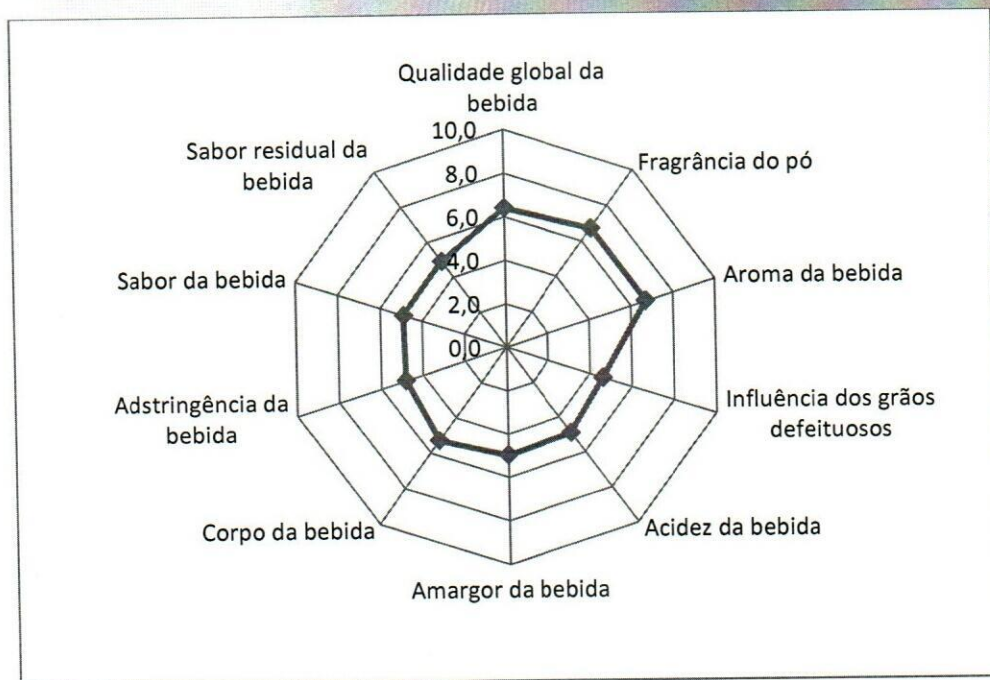 Qualidade global da
bebida
10,0
8,0
6,0
4,0
2,0
0,0
Fragrância do pó
Aroma da bebida
Influência dos grãos
defeituosos
Acidez da bebida
Amargor da bebida
Corpo da bebida
Adstringência da
bebida
Sabor da bebida
Sabor residual da
bebida